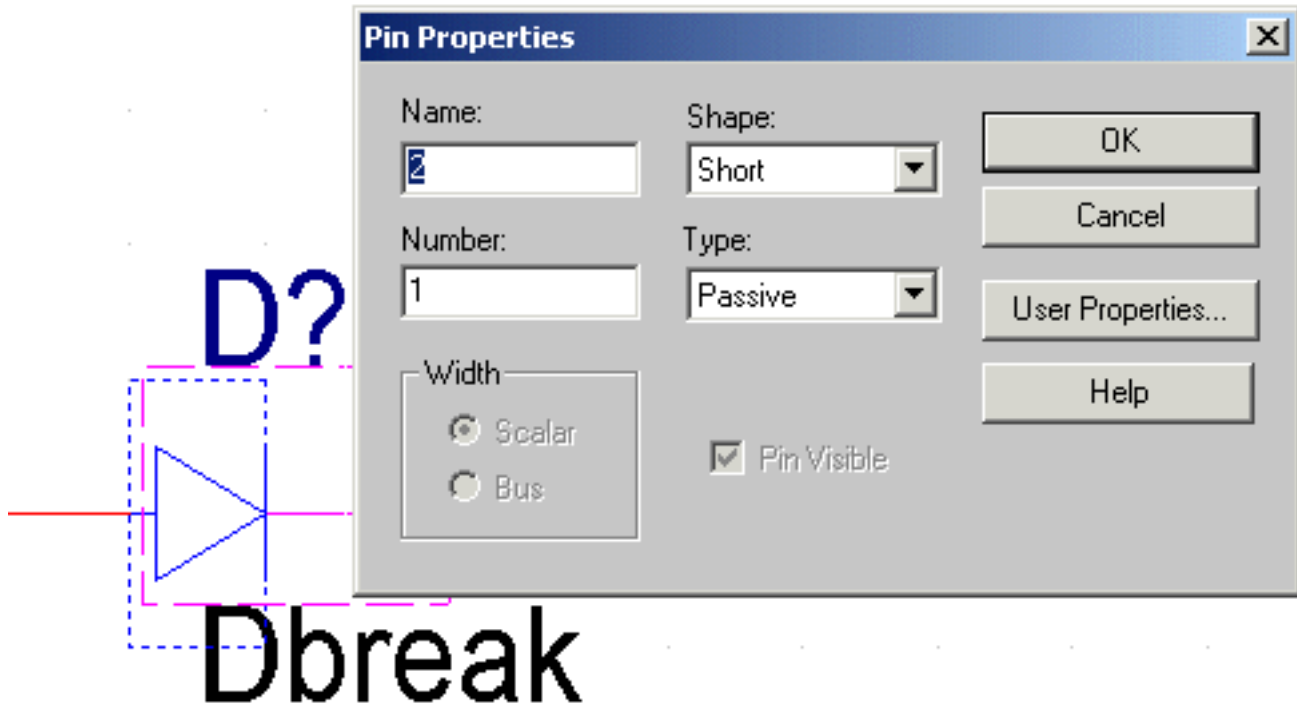 Pin Properties
Name:
Shape:
OK
2
Short
Cancel
Number:
Type:
1
Passive
User Properties...
D?
Width
Help
Scalar
Pin Visible
Bus
Dbreak